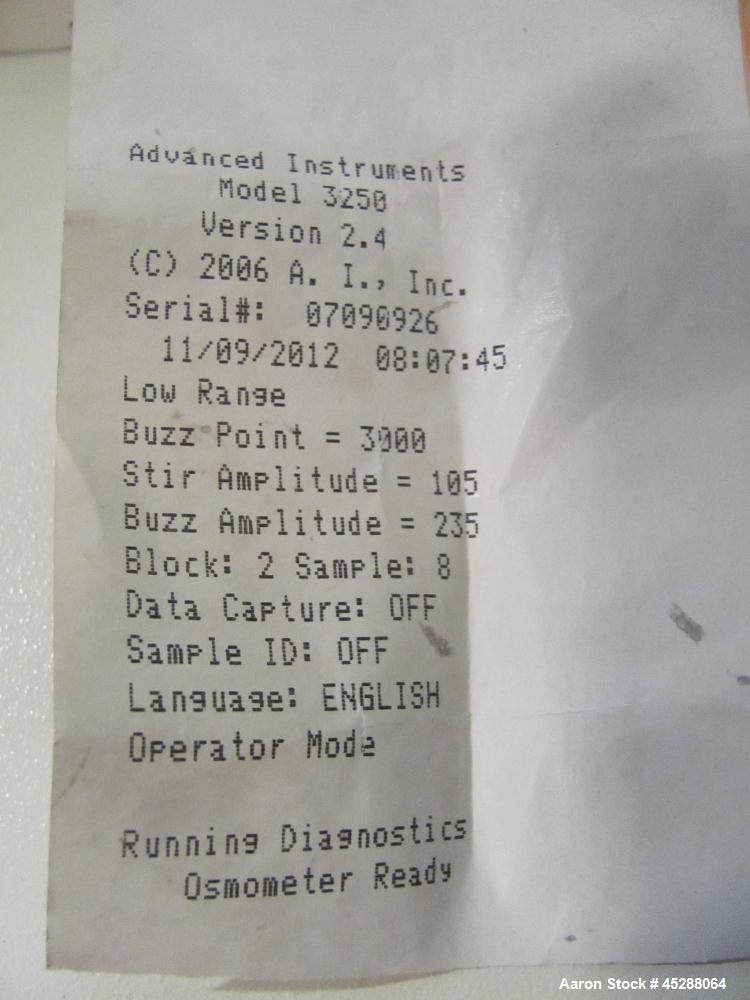 Advanced Instruments
Model 3250
Version 2.4
(C) 2006 A. I., Inc.
Serial#: 07090926
11/09/2012 08:07:45
Low Range
Buzz Point = 3000
Stir Amplitude = 105
Buzz Amplitude = 235
Block: 2 Sample: 8
Data Capture: OFF
Sample ID: OFF
Language: ENGLISH
Operator Mode
Running Diagnostics
Osmometer Ready
Aaron Stock # 45288064